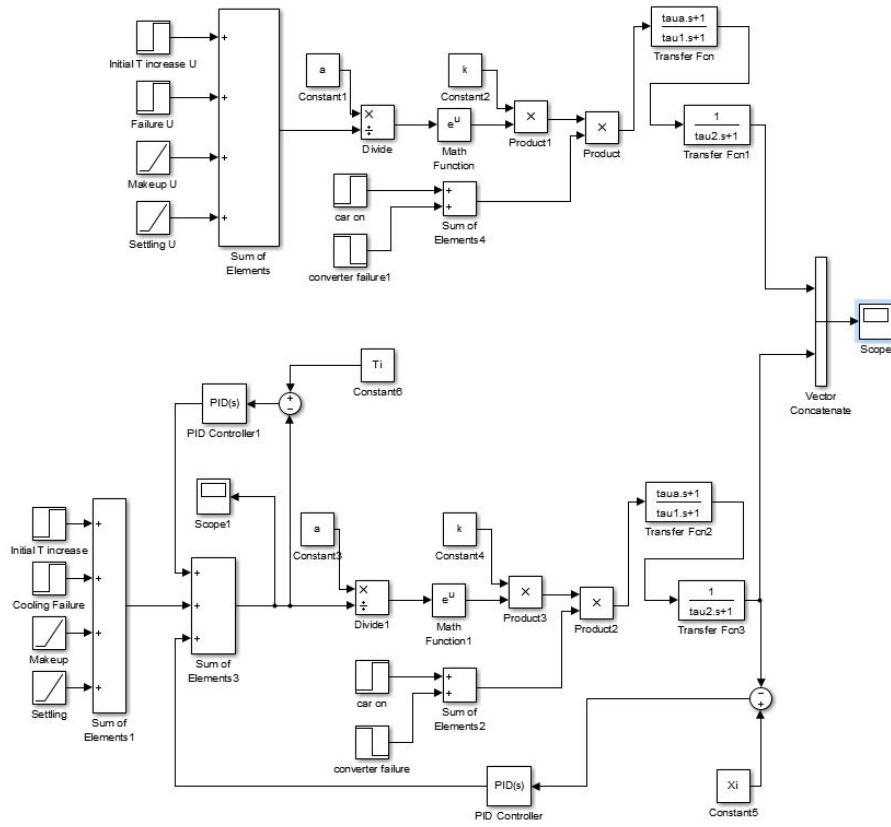 taua.s+1
tau1.s+1
Transfer Fcn
+
Initial T increase U
a
Constant1
k
Constant2
+
Failure U
×
÷
Divide
e^u
Math
Function
×
Product1
×
Product
1
tau2.s+1
Transfer Fcn1
+
Makeup U
+
Settling U
Sum of
Elements
car on
+
+
Sum of
Elements4
converter failure1
Scope
Vector
Concatenate
Ti
Constant6
PID(s)
PID Controller1
+
−
Scope1
taua.s+1
tau1.s+1
Transfer Fcn2
+
Initial T increase
a
Constant3
k
Constant4
+
Cooling Failure
+
+
+
Sum of
Elements3
×
÷
Divide1
e^u
Math
Function1
×
Product3
×
Product2
1
tau2.s+1
Transfer Fcn3
+
Makeup
+
Settling
Sum of
Elements1
car on
+
+
Sum of
Elements2
converter failure
−
+
PID(s)
PID Controller
Xi
Constant5